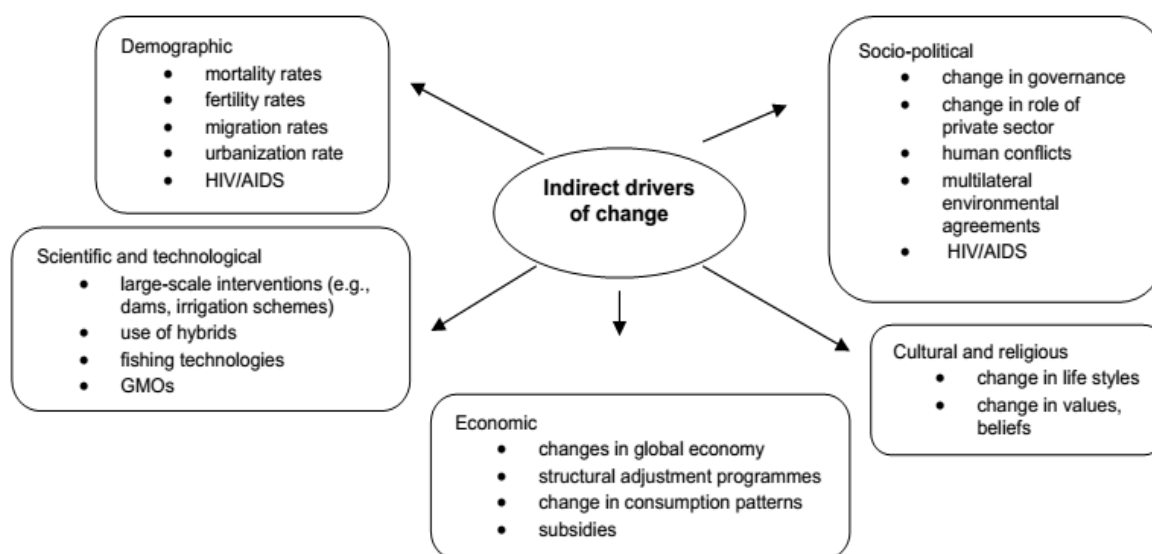 Demographic
• mortality rates
• fertility rates
• migration rates
• urbanization rate
• HIV/AIDS
Socio-political
• change in governance
• change in role of
private sector
• human conflicts
• multilateral
environmental
agreements
• HIV/AIDS
Indirect drivers
of change
Scientific and technological
• large-scale interventions (e.g.,
dams, irrigation schemes)
• use of hybrids
• fishing technologies
• GMOs
Cultural and religious
• change in life styles
• change in values,
beliefs
Economic
• changes in global economy
• structural adjustment programmes
• change in consumption patterns
• subsidies